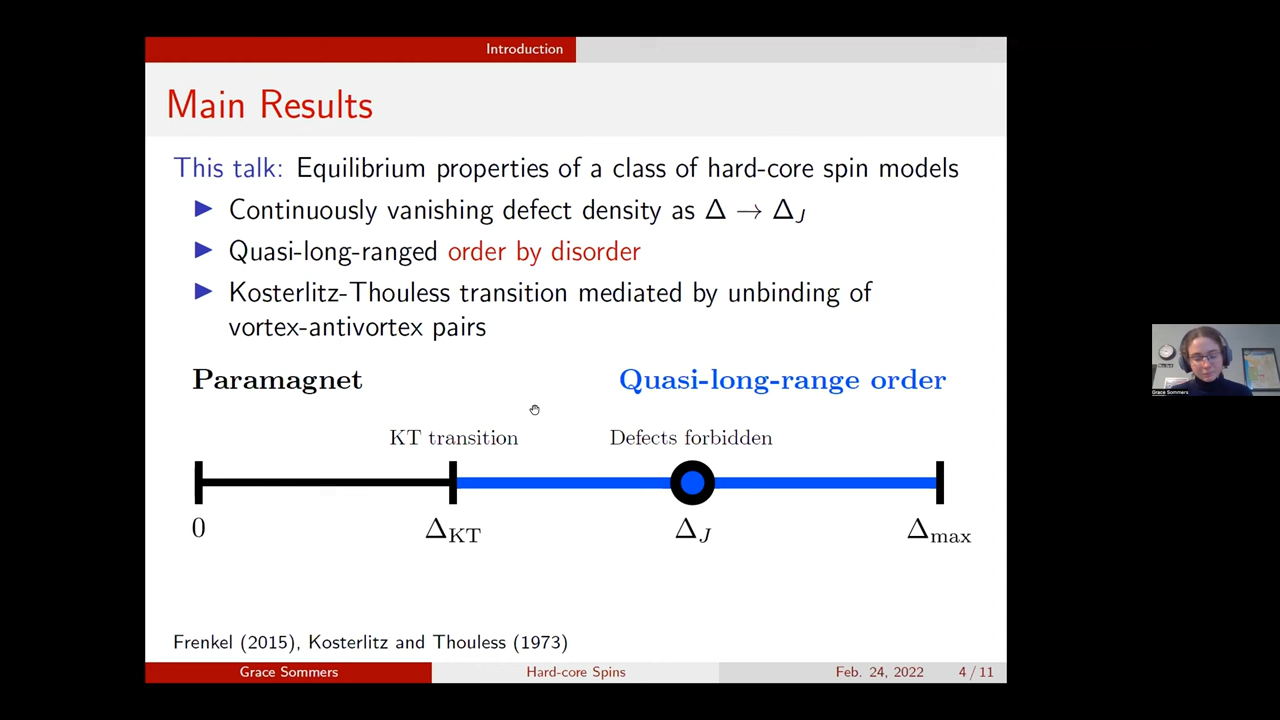 Introduction
Main Results
This talk: Equilibrium properties of a class of hard-core spin models
▶ Continuously vanishing defect density as Δ → Δ_J
▶ Quasi-long-ranged order by disorder
▶ Kosterlitz-Thouless transition mediated by unbinding of
vortex-antivortex pairs
Paramagnet
Quasi-long-range order
KT transition
Defects forbidden
0
Δ_KT
Δ_J
Δ_max
Frenkel (2015), Kosterlitz and Thouless (1973)
Grace Sommers
Hard-core Spins
Feb. 24, 2022
4 / 11
Grace Sommers